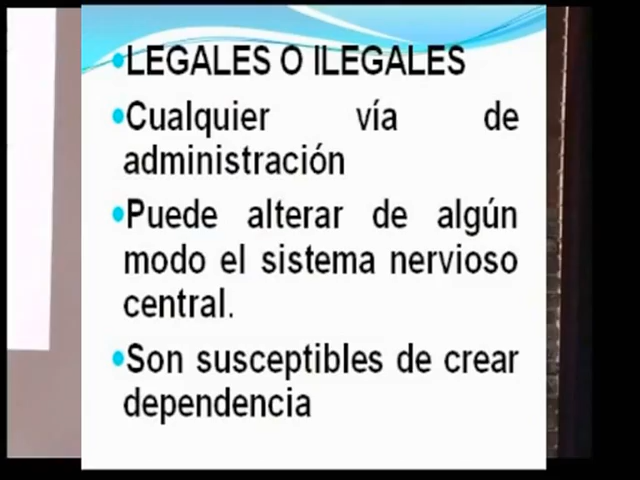 •LEGALES O ILEGALES
•Cualquier vía de
administración
•Puede alterar de algún
modo el sistema nervioso
central.
•Son susceptibles de crear
dependencia